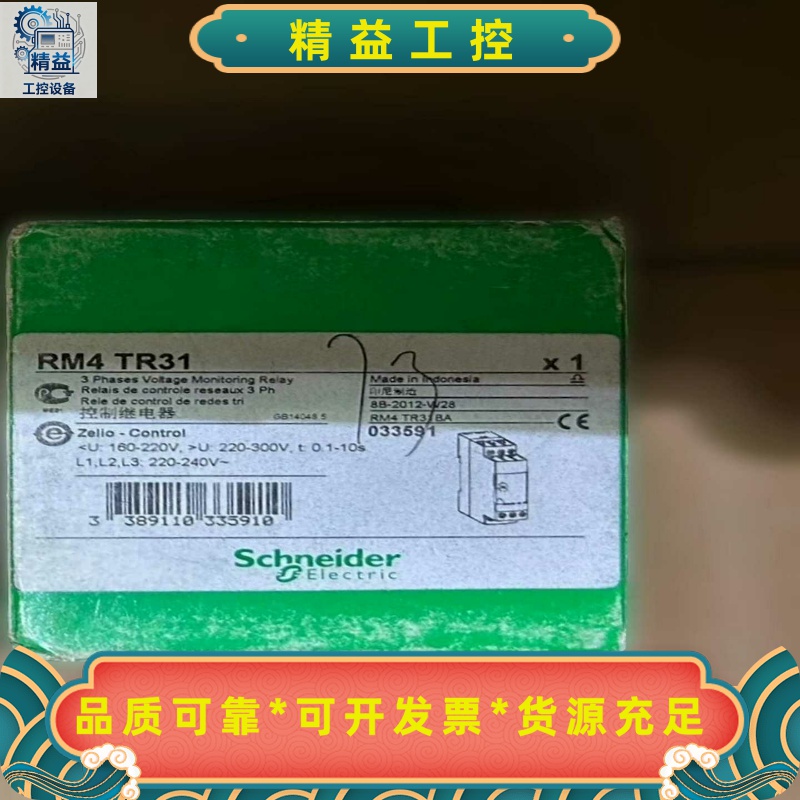 精益工控
精益
工控设备
RM4 TR31
x 1
3 Phases Voltage Monitoring Relay
Relais de controle reseaux 3 Ph
Rele de control de redes tri
控制继电器
GB14048.5
Zelio - Control
<U: 160-220V, >U: 220-300V, t: 0.1-10s
L1,L2,L3: 220-240V~
Made in Indonesia
印尼制造
8B-2012-W28
RM4 TR31BA
033591
CE
3 389110 335910
Schneider
Electric
品质可靠*可开发票*货源充足